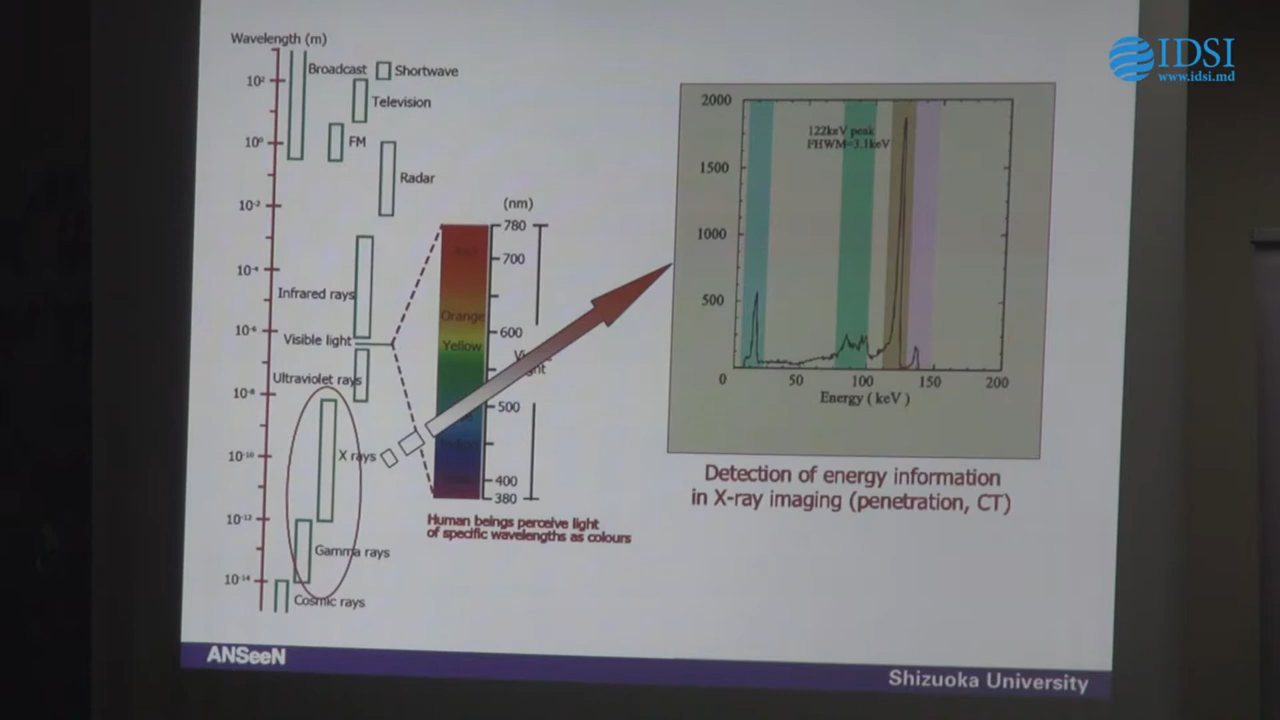 IDSI
www.idsi.md
Wavelength (m)
10²
10⁰
10⁻²
10⁻⁴
10⁻⁶
10⁻⁸
10⁻¹⁰
10⁻¹²
10⁻¹⁴
Broadcast
Shortwave
Television
FM
Radar
Infrared rays
Visible light
Ultraviolet rays
X rays
Gamma rays
Cosmic rays
(nm)
780
700
600
500
400
380
Orange
Yellow
Human beings perceive light
of specific wavelengths as colours
2000
1500
1000
500
0
50
100
150
200
122keV peak
FHWM=3.1keV
Energy ( keV )
Detection of energy information
in X-ray imaging (penetration, CT)
ANSeeN
Shizuoka University